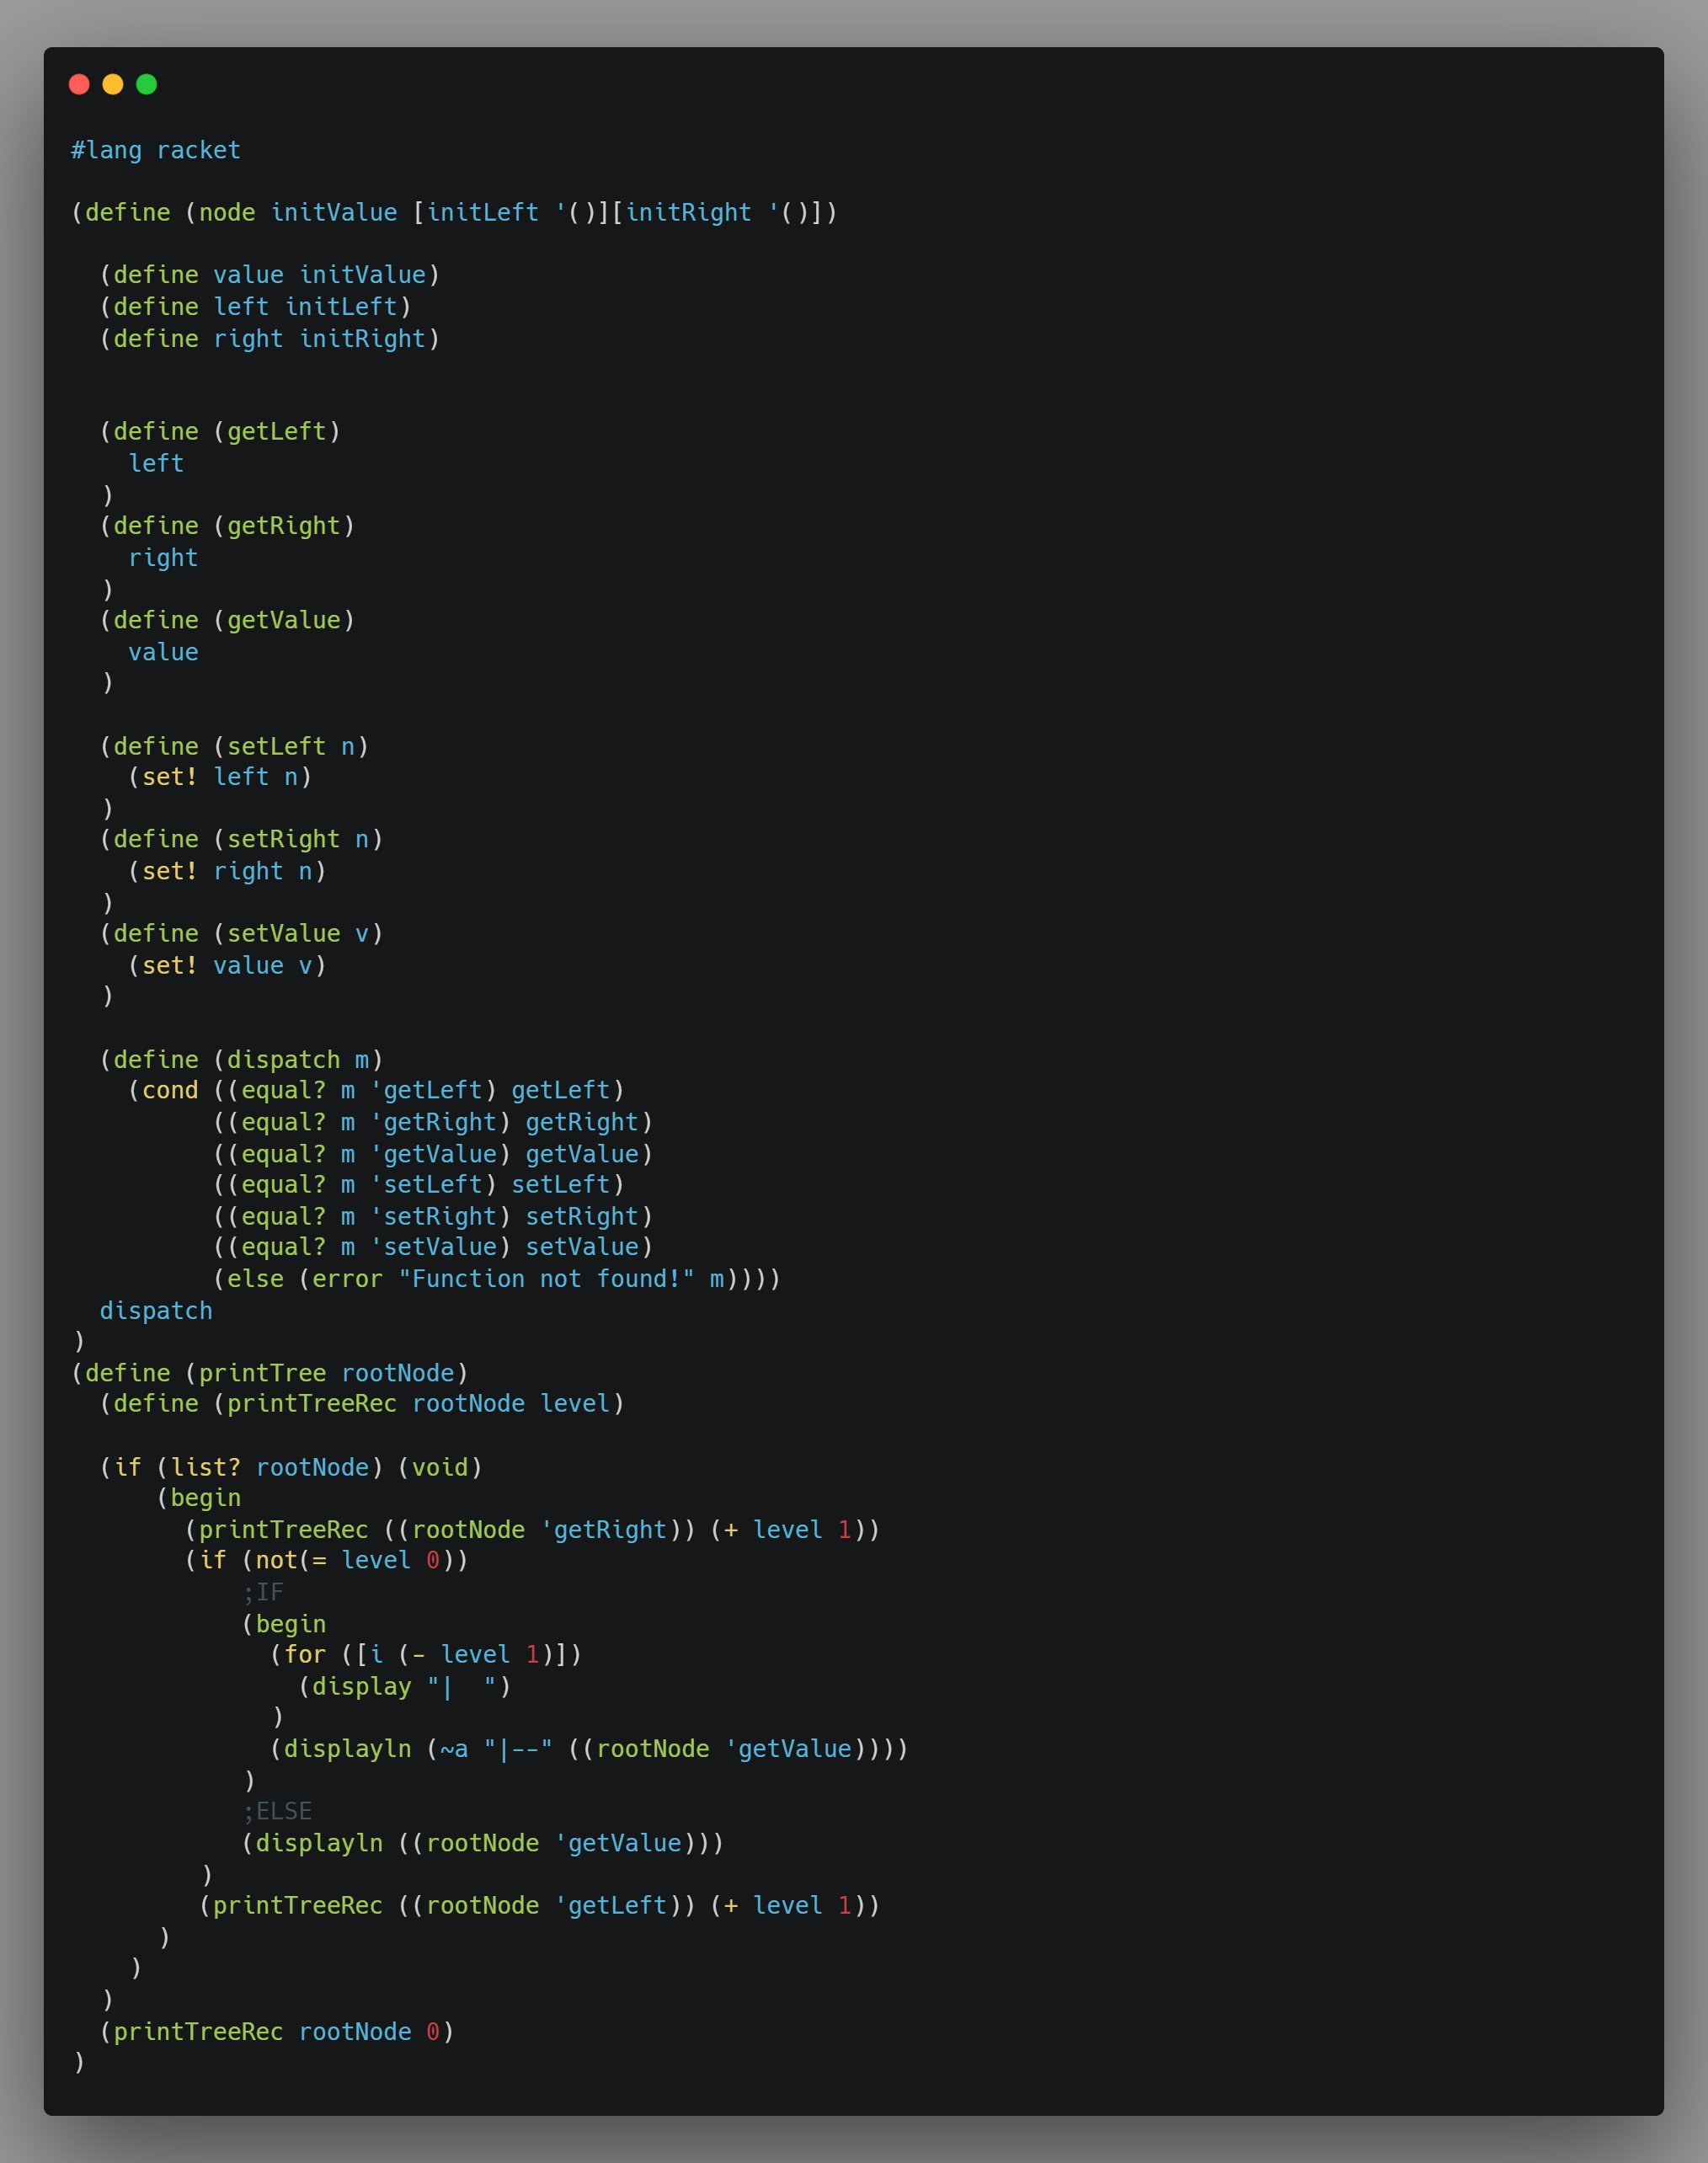 #lang racket

(define (node initValue [initLeft '()][initRight '()])

  (define value initValue)
  (define left initLeft)
  (define right initRight)


  (define (getLeft)
    left
  )
  (define (getRight)
    right
  )
  (define (getValue)
    value
  )

  (define (setLeft n)
    (set! left n)
  )
  (define (setRight n)
    (set! right n)
  )
  (define (setValue v)
    (set! value v)
  )

  (define (dispatch m)
    (cond ((equal? m 'getLeft) getLeft)
          ((equal? m 'getRight) getRight)
          ((equal? m 'getValue) getValue)
          ((equal? m 'setLeft) setLeft)
          ((equal? m 'setRight) setRight)
          ((equal? m 'setValue) setValue)
          (else (error "Function not found!" m))))
  dispatch
)
(define (printTree rootNode)
  (define (printTreeRec rootNode level)

  (if (list? rootNode) (void)
      (begin
        (printTreeRec ((rootNode 'getRight)) (+ level 1))
        (if (not(= level 0))
            ;IF
            (begin
              (for ([i (- level 1)])
                (display "|  ")
              )
              (displayln (~a "|--" ((rootNode 'getValue))))
            )
            ;ELSE
            (displayln ((rootNode 'getValue)))
         )
         (printTreeRec ((rootNode 'getLeft)) (+ level 1))
      )
    )
  )
  (printTreeRec rootNode 0)
)